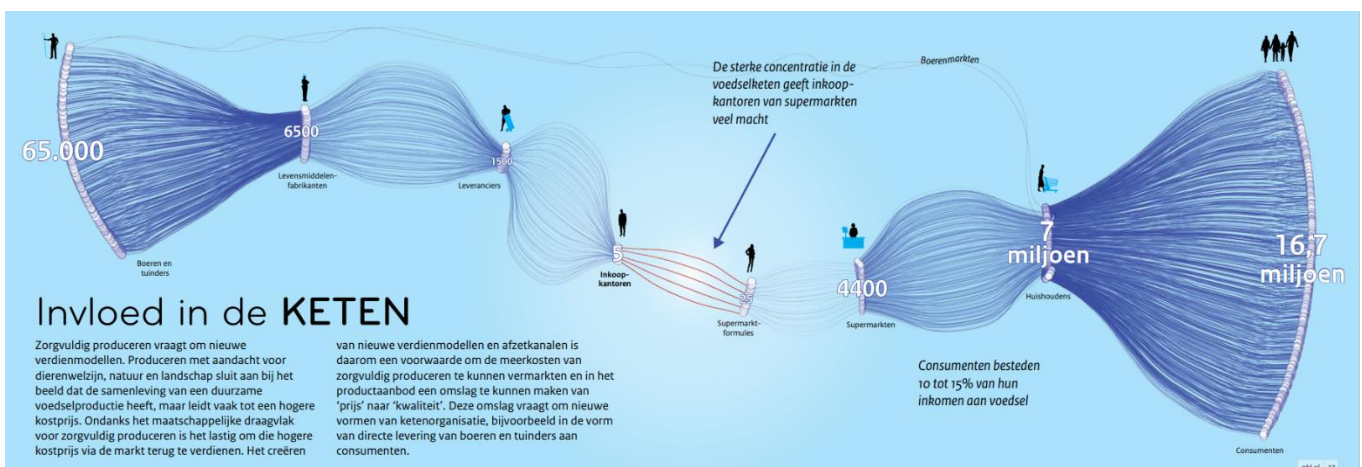 De sterke concentratie in de
voedselketen geeft inkoop-
kantoren van supermarkten
veel macht
Boerenmarkten
65.000
Boeren en
tuinders
6500
Levensmiddelen-
fabrikanten
1500
Leveranciers
5
Inkoop-
kantoren
25
Supermarkt-
formules
4400
Supermarkten
7
miljoen
Huishoudens
16,7
miljoen
Consumenten
Consumenten besteden
10 tot 15% van hun
inkomen aan voedsel
Invloed in de KETEN
Zorgvuldig produceren vraagt om nieuwe
verdienmodellen. Produceren met aandacht voor
dierenwelzijn, natuur en landschap sluit aan bij het
beeld dat de samenleving van een duurzame
voedselproductie heeft, maar leidt vaak tot een hogere
kostprijs. Ondanks het maatschappelijke draagvlak
voor zorgvuldig produceren is het lastig om die hogere
kostprijs via de markt terug te verdienen. Het creëren
van nieuwe verdienmodellen en afzetkanalen is
daarom een voorwaarde om de meerkosten van
zorgvuldig produceren te kunnen vermarkten en in het
productaanbod een omslag te kunnen maken van
‘prijs’ naar ‘kwaliteit’. Deze omslag vraagt om nieuwe
vormen van ketenorganisatie, bijvoorbeeld in de vorm
van directe levering van boeren en tuinders aan
consumenten.